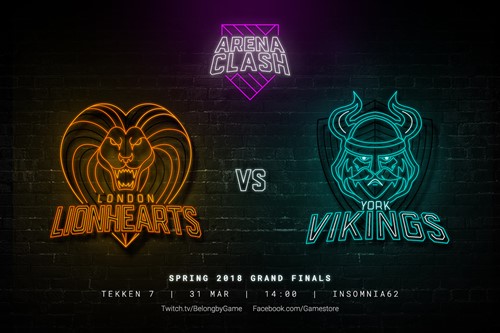 ARENA
CLASH
LONDON
LIONHEARTS
VS
YORK
VIKINGS
SPRING 2018 GRAND FINALS
TEKKEN 7 | 31 MAR | 14:00 | INSOMNIA62
Twitch.tv/BelongbyGame Facebook.com/Gamestore